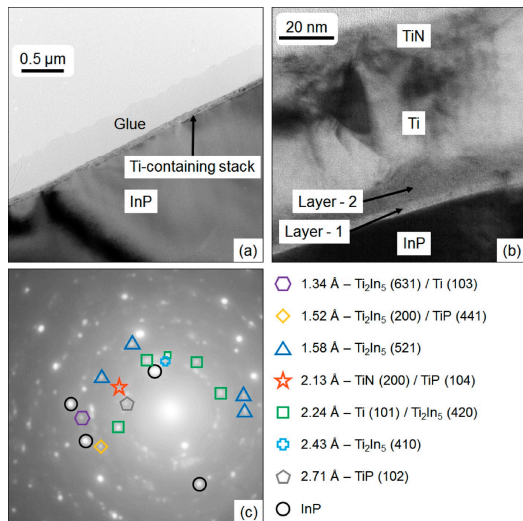 0.5 μm
Glue
Ti-containing stack
InP
(a)
20 nm
TiN
Ti
Layer - 2
Layer - 1
InP
(b)
(c)
1.34 Å – Ti₂In₅ (631) / Ti (103)
1.52 Å – Ti₂In₅ (200) / TiP (441)
1.58 Å – Ti₂In₅ (521)
2.13 Å – TiN (200) / TiP (104)
2.24 Å – Ti (101) / Ti₂In₅ (420)
2.43 Å – Ti₂In₅ (410)
2.71 Å – TiP (102)
InP